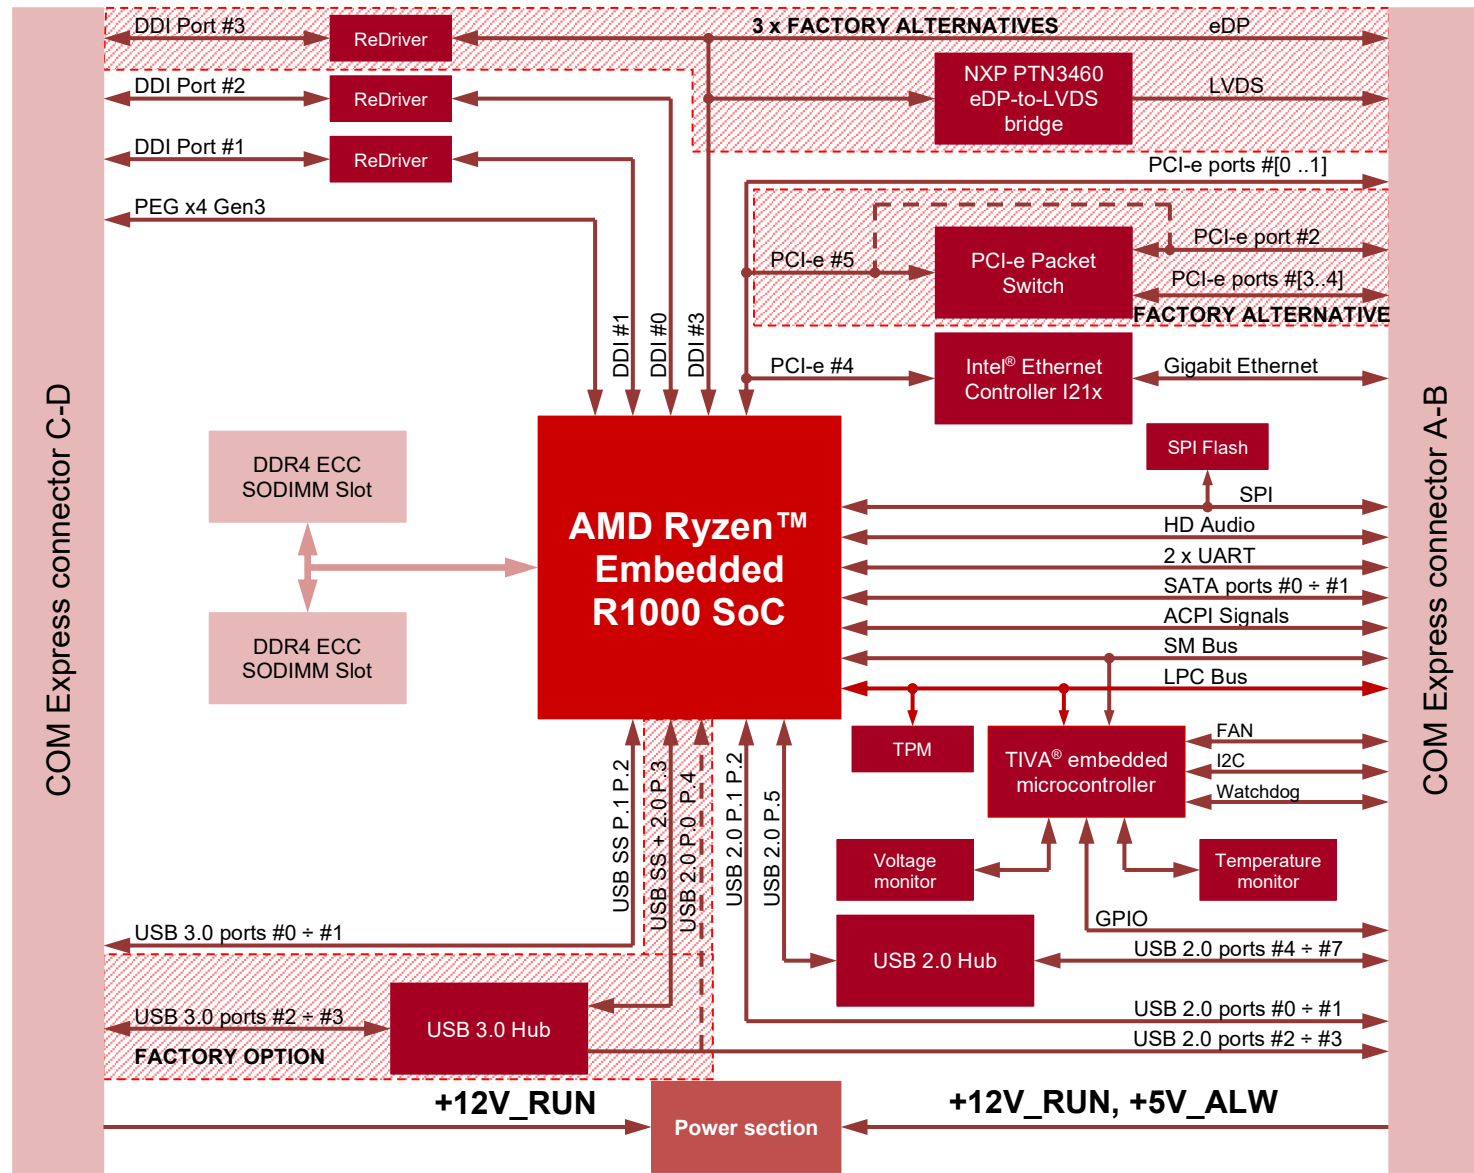 DDI Port #3
ReDriver
3 x FACTORY ALTERNATIVES
eDP
DDI Port #2
ReDriver
NXP PTN3460
eDP-to-LVDS
bridge
LVDS
DDI Port #1
ReDriver
PCI-e ports #[0 ..1]
PEG x4 Gen3
PCI-e #5
PCI-e Packet
Switch
PCI-e port #2
PCI-e ports #[3..4]
FACTORY ALTERNATIVE
DDI #1
DDI #0
DDI #3
PCI-e #4
Intel® Ethernet
Controller I21x
Gigabit Ethernet
COM Express connector C-D
COM Express connector A-B
DDR4 ECC
SODIMM Slot
DDR4 ECC
SODIMM Slot
AMD Ryzen™
Embedded
R1000 SoC
SPI Flash
SPI
HD Audio
2 x UART
SATA ports #0 ÷ #1
ACPI Signals
SM Bus
LPC Bus
TPM
TIVA® embedded
microcontroller
FAN
I2C
Watchdog
USB SS P.1 P.2
USB SS + 2.0 P.3
USB 2.0 P.0 P.4
USB 2.0 P.1 P.2
USB 2.0 P.5
Voltage
monitor
Temperature
monitor
GPIO
USB 3.0 ports #0 ÷ #1
USB 2.0 Hub
USB 2.0 ports #4 ÷ #7
USB 3.0 ports #2 ÷ #3
USB 3.0 Hub
USB 2.0 ports #0 ÷ #1
USB 2.0 ports #2 ÷ #3
FACTORY OPTION
+12V_RUN
Power section
+12V_RUN, +5V_ALW